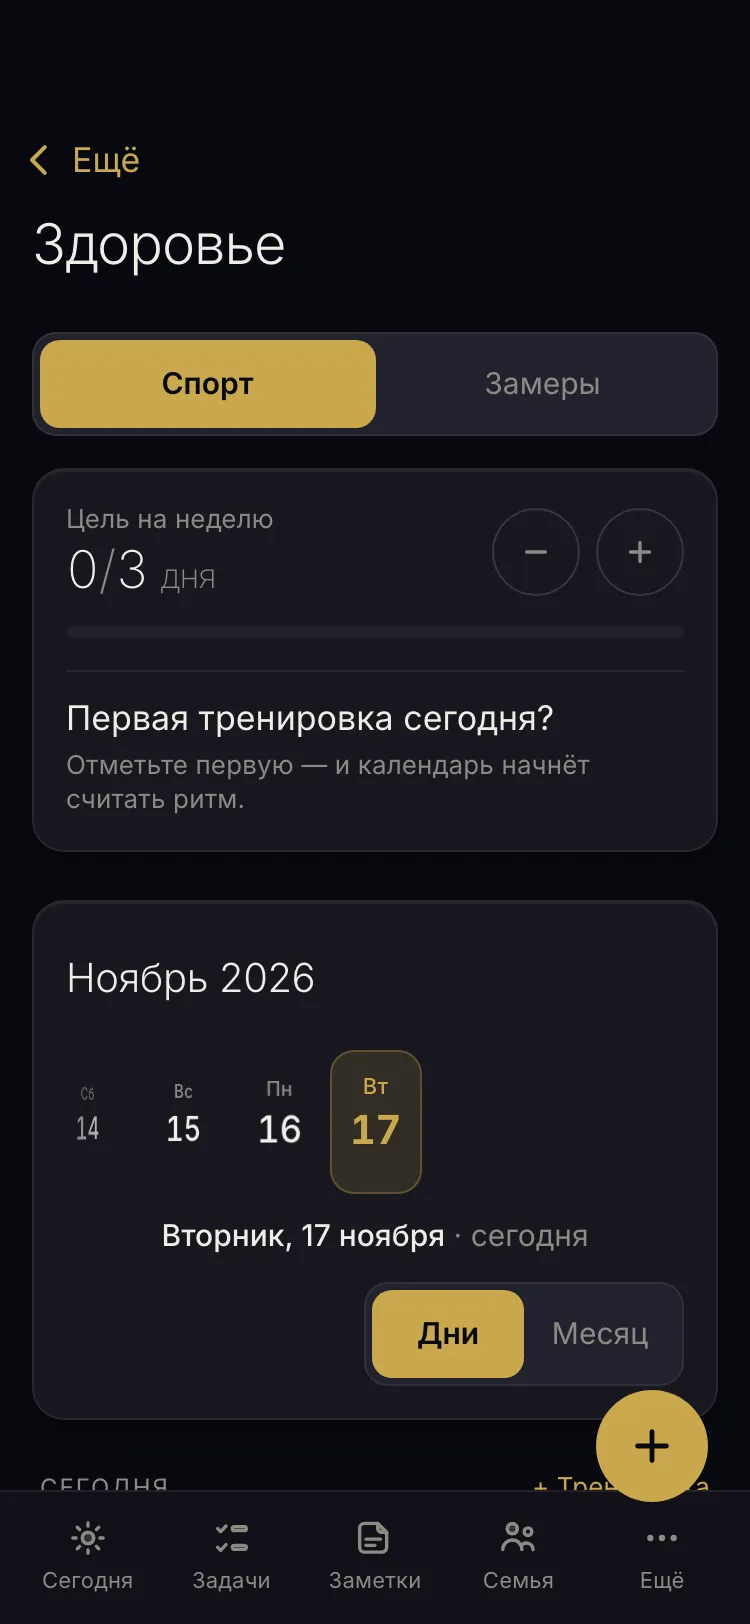 Ещё
Здоровье
Спорт Замеры
Цель на неделю
0/3 дня
Первая тренировка сегодня?
Отметьте первую — и календарь начнёт
считать ритм.
Ноябрь 2026
Сб Вс Пн Вт
14 15 16 17
Вторник, 17 ноября · сегодня
Дни Месяц
СЕГОДНЯ
Сегодня Задачи Заметки Семья Ещё